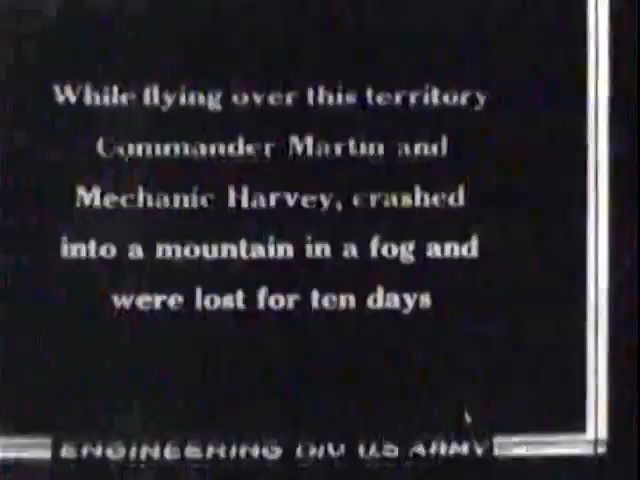 While flying over this territory
Commander Martin and
Mechanic Harvey, crashed
into a mountain in a fog and
were lost for ten days
ENGINEERING DIV U.S ARMY